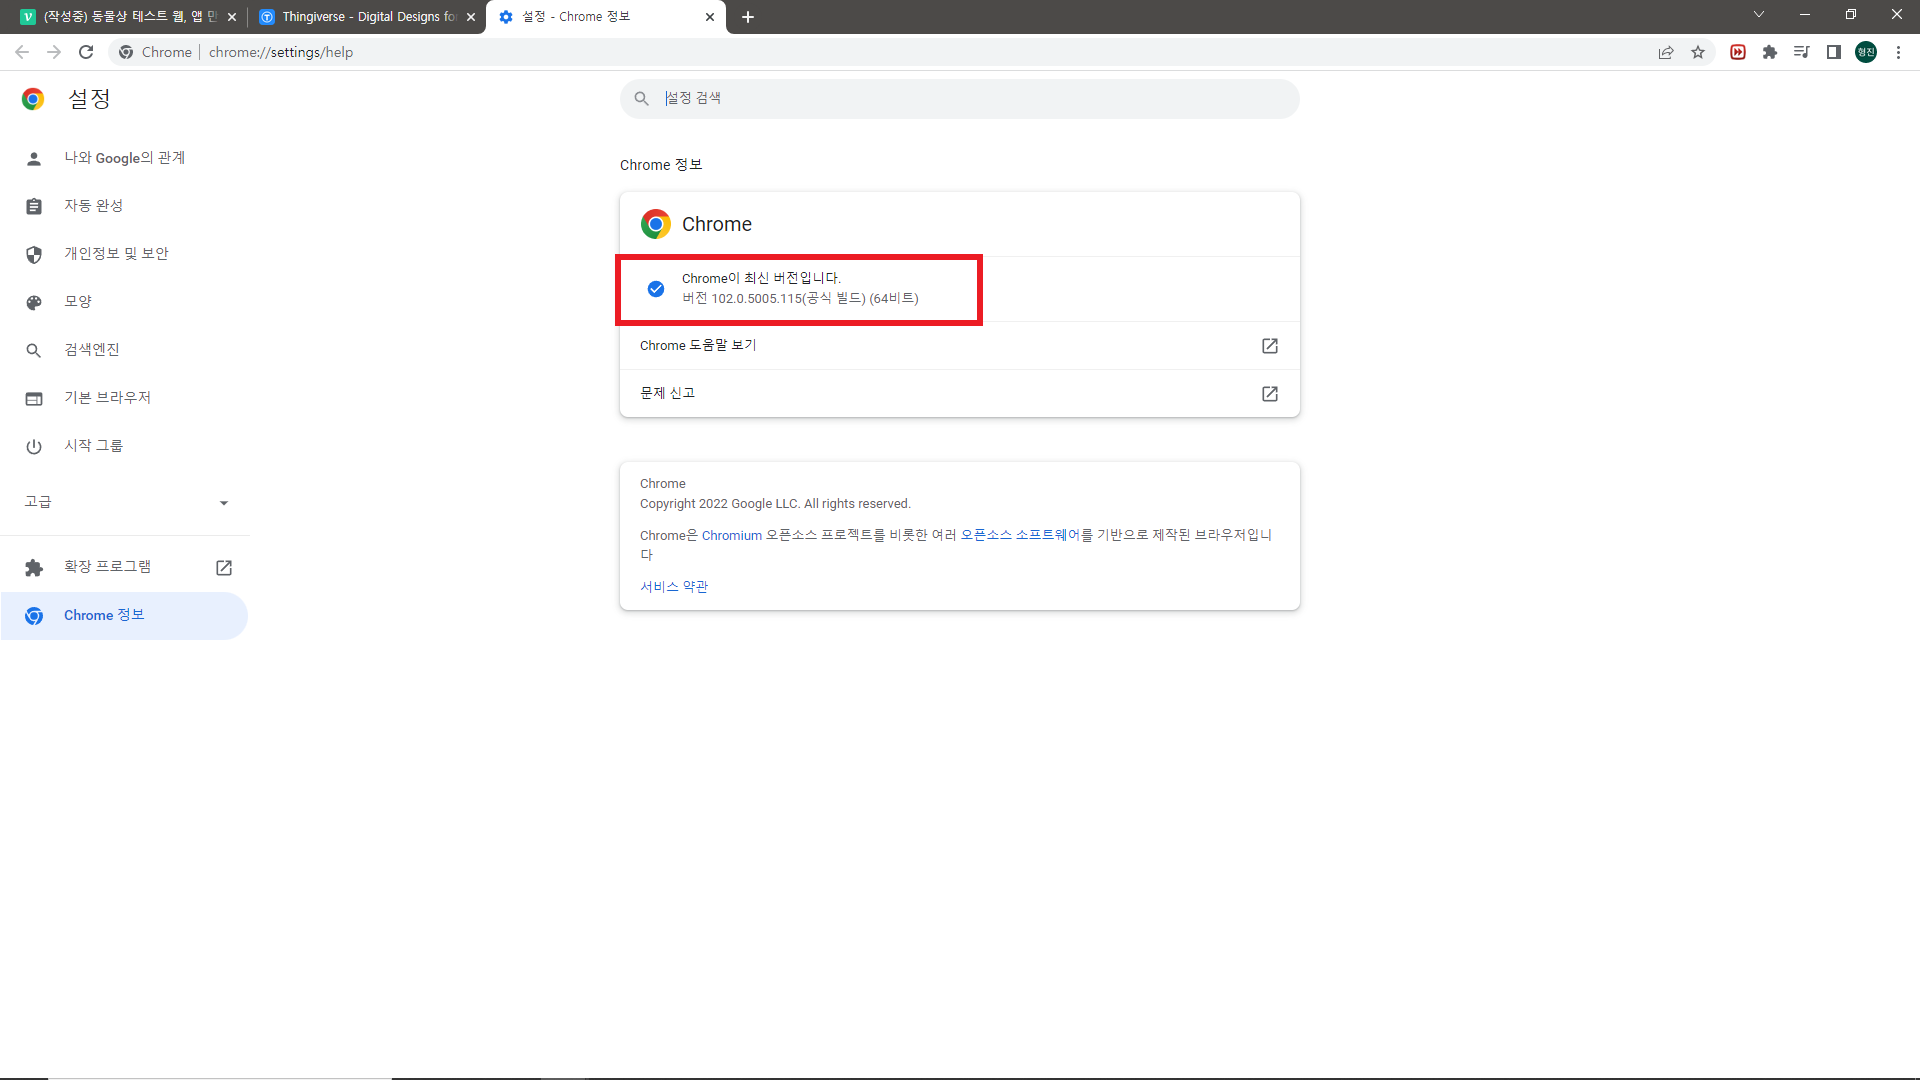 (작성중) 동물상 테스트 웹, 앱 만
Thingiverse - Digital Designs for
설정 - Chrome 정보
Chrome
chrome://settings/help
형진
설정
설정 검색
나와 Google의 관계
자동 완성
개인정보 및 보안
모양
검색엔진
기본 브라우저
시작 그룹
고급
확장 프로그램
Chrome 정보
Chrome 정보
Chrome
Chrome이 최신 버전입니다.
버전 102.0.5005.115(공식 빌드) (64비트)
Chrome 도움말 보기
문제 신고
Chrome
Copyright 2022 Google LLC. All rights reserved.
Chrome은 Chromium 오픈소스 프로젝트를 비롯한 여러 오픈소스 소프트웨어를 기반으로 제작된 브라우저입니
다
서비스 약관